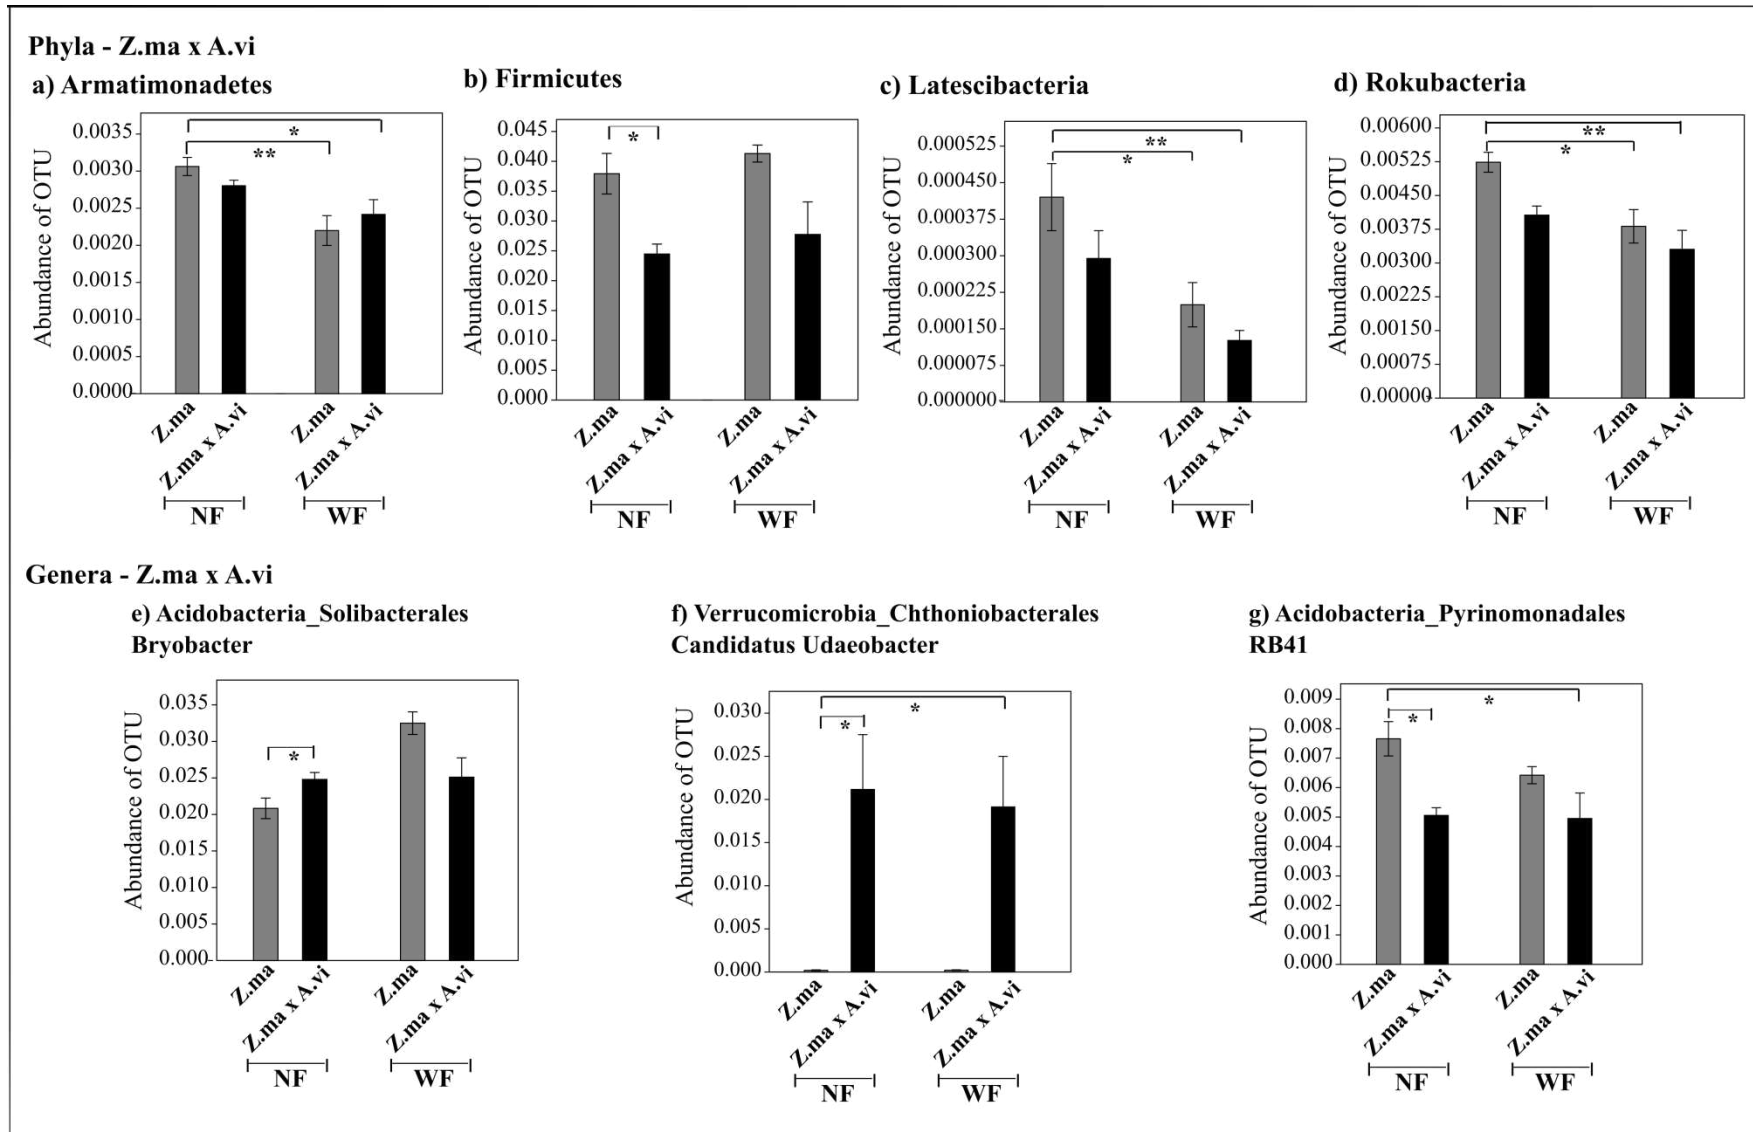 Phyla - Z.ma x A.vi
a) Armatimonadetes
Abundance of OTU
0.0035
0.0030
0.0025
0.0020
0.0015
0.0010
0.0005
0.0000
*
**
Z.ma
Z.ma x A.vi
Z.ma
Z.ma x A.vi
NF
WF
b) Firmicutes
Abundance of OTU
0.045
0.040
0.035
0.030
0.025
0.020
0.015
0.010
0.005
0.000
*
Z.ma
Z.ma x A.vi
Z.ma
Z.ma x A.vi
NF
WF
c) Latescibacteria
Abundance of OTU
0.000525
0.000450
0.000375
0.000300
0.000225
0.000150
0.000075
0.000000
**
*
Z.ma
Z.ma x A.vi
Z.ma
Z.ma x A.vi
NF
WF
d) Rokubacteria
Abundance of OTU
0.00600
0.00525
0.00450
0.00375
0.00300
0.00225
0.00150
0.00075
0.00000
**
*
Z.ma
Z.ma x A.vi
Z.ma
Z.ma x A.vi
NF
WF
Genera - Z.ma x A.vi
e) Acidobacteria_Solibacterales
Bryobacter
Abundance of OTU
0.035
0.030
0.025
0.020
0.015
0.010
0.005
0.000
*
Z.ma
Z.ma x A.vi
Z.ma
Z.ma x A.vi
NF
WF
f) Verrucomicrobia_Chthoniobacterales
Candidatus Udaeobacter
Abundance of OTU
0.030
0.025
0.020
0.015
0.010
0.005
0.000
*
*
Z.ma
Z.ma x A.vi
Z.ma
Z.ma x A.vi
NF
WF
g) Acidobacteria_Pyrinomonadales
RB41
Abundance of OTU
0.009
0.008
0.007
0.006
0.005
0.004
0.003
0.002
0.001
0.000
*
*
Z.ma
Z.ma x A.vi
Z.ma
Z.ma x A.vi
NF
WF